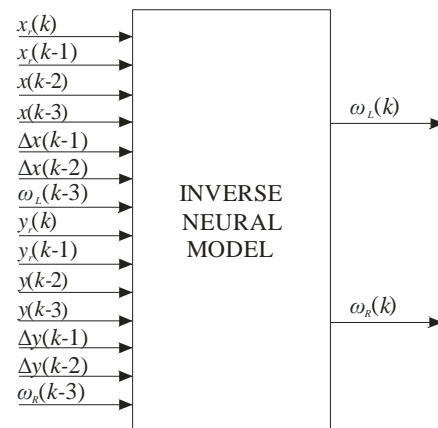 x_r(k)
x_r(k-1)
x(k-2)
x(k-3)
Δx(k-1)
Δx(k-2)
ω_L(k-3)
y_r(k)
y_r(k-1)
y(k-2)
y(k-3)
Δy(k-1)
Δy(k-2)
ω_R(k-3)
INVERSE
NEURAL
MODEL
ω_L(k)
ω_R(k)